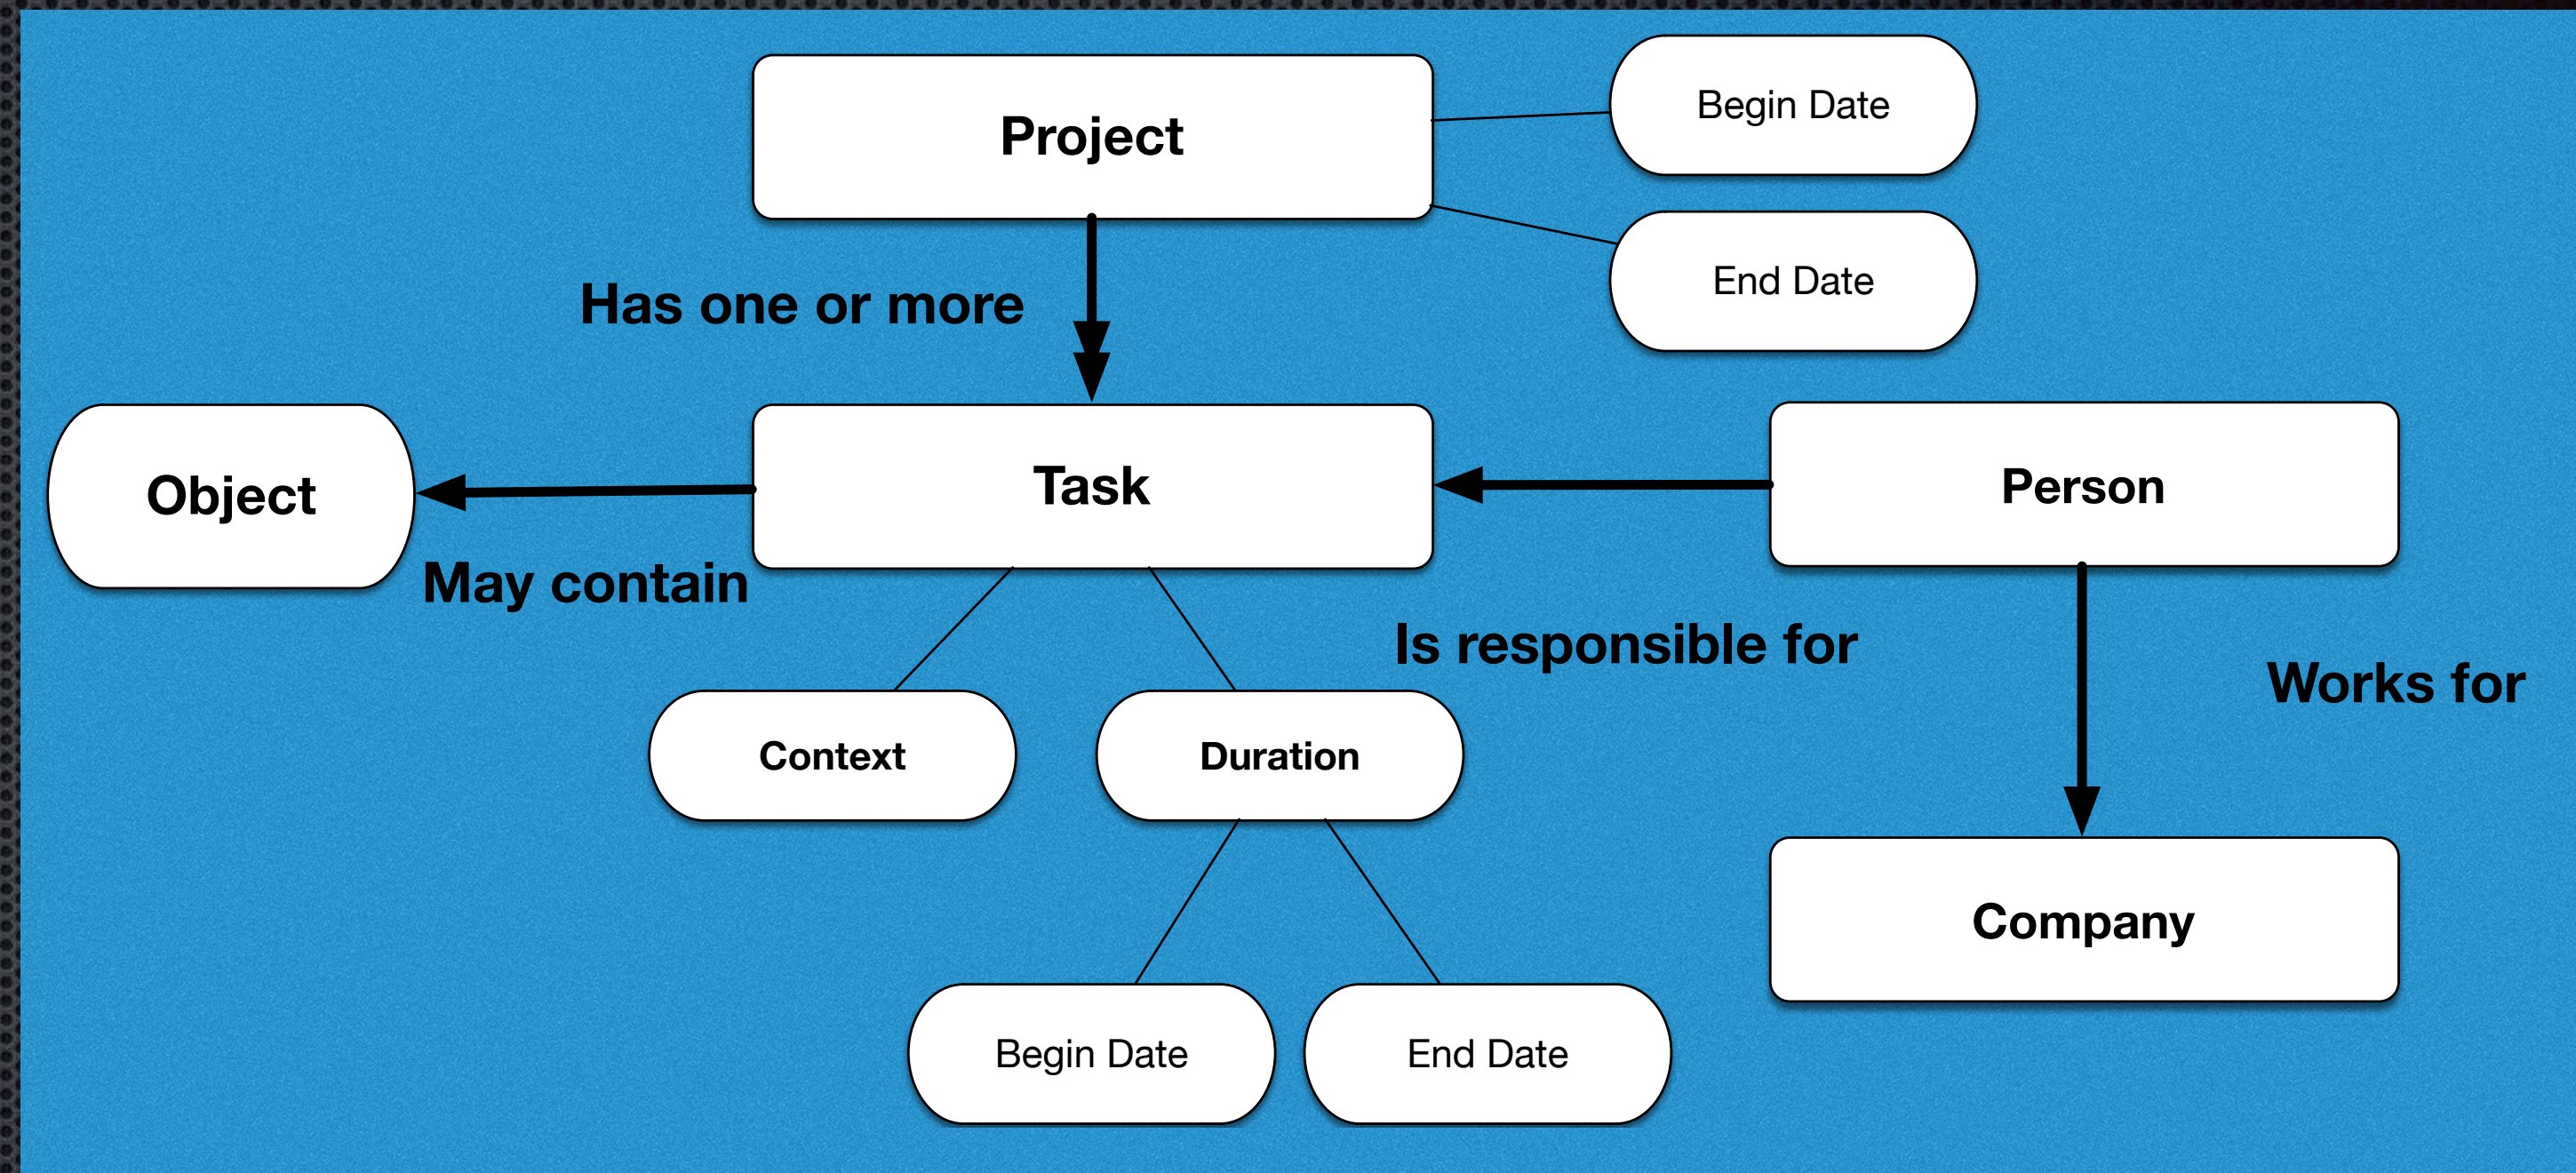 Project
Begin Date
End Date
Has one or more
Object
Task
Person
May contain
Is responsible for
Works for
Context
Duration
Company
Begin Date
End Date